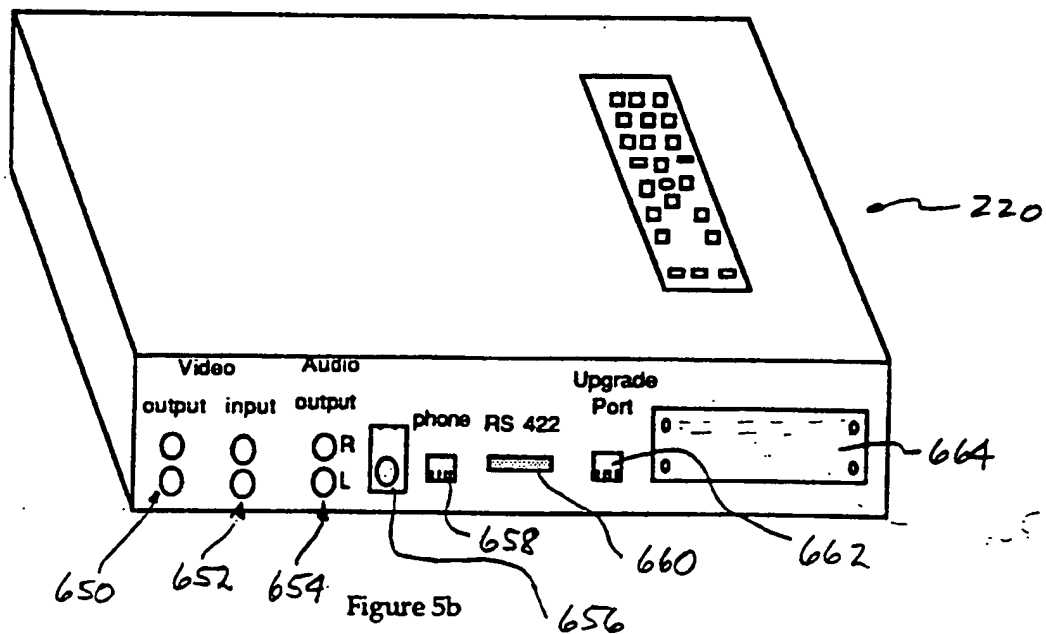 220
Video Audio
output input output
Upgrade
Port
phone RS 422
R
L
664
658
660
662
650
652
654
656
Figure 5b